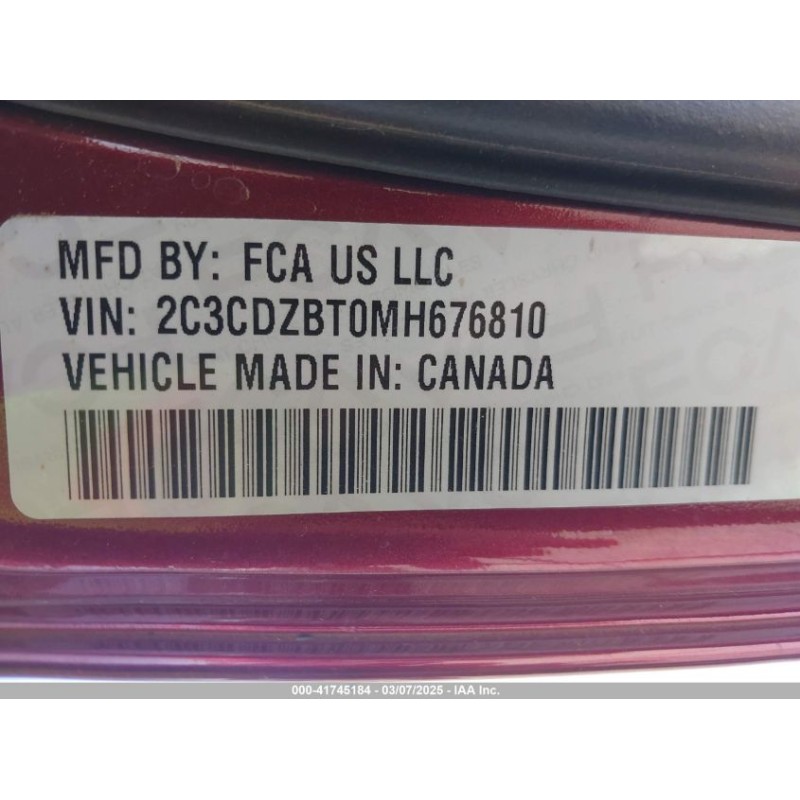 MFD BY: FCA US LLC
VIN: 2C3CDZBT0MH676810
VEHICLE MADE IN: CANADA
000-41745184 - 03/07/2025 - IAA Inc.